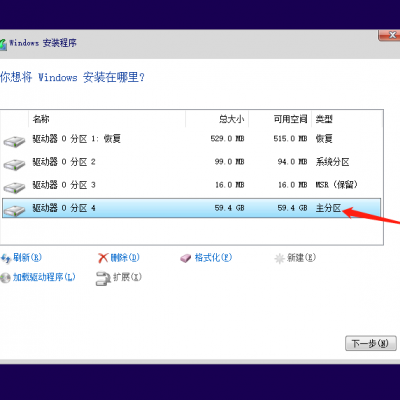 Windows 安装程序
你想将 Windows 安装在哪里?
名称 总大小 可用空间 类型
驱动器 0 分区 1: 恢复 529.0 MB 515.0 MB 恢复
驱动器 0 分区 2 99.0 MB 94.0 MB 系统分区
驱动器 0 分区 3 16.0 MB 16.0 MB MSR (保留)
驱动器 0 分区 4 59.4 GB 59.4 GB 主分区
刷新(R) 删除(D) 格式化(F) 新建(E)
加载驱动程序(L) 扩展(X)
下一步(N)